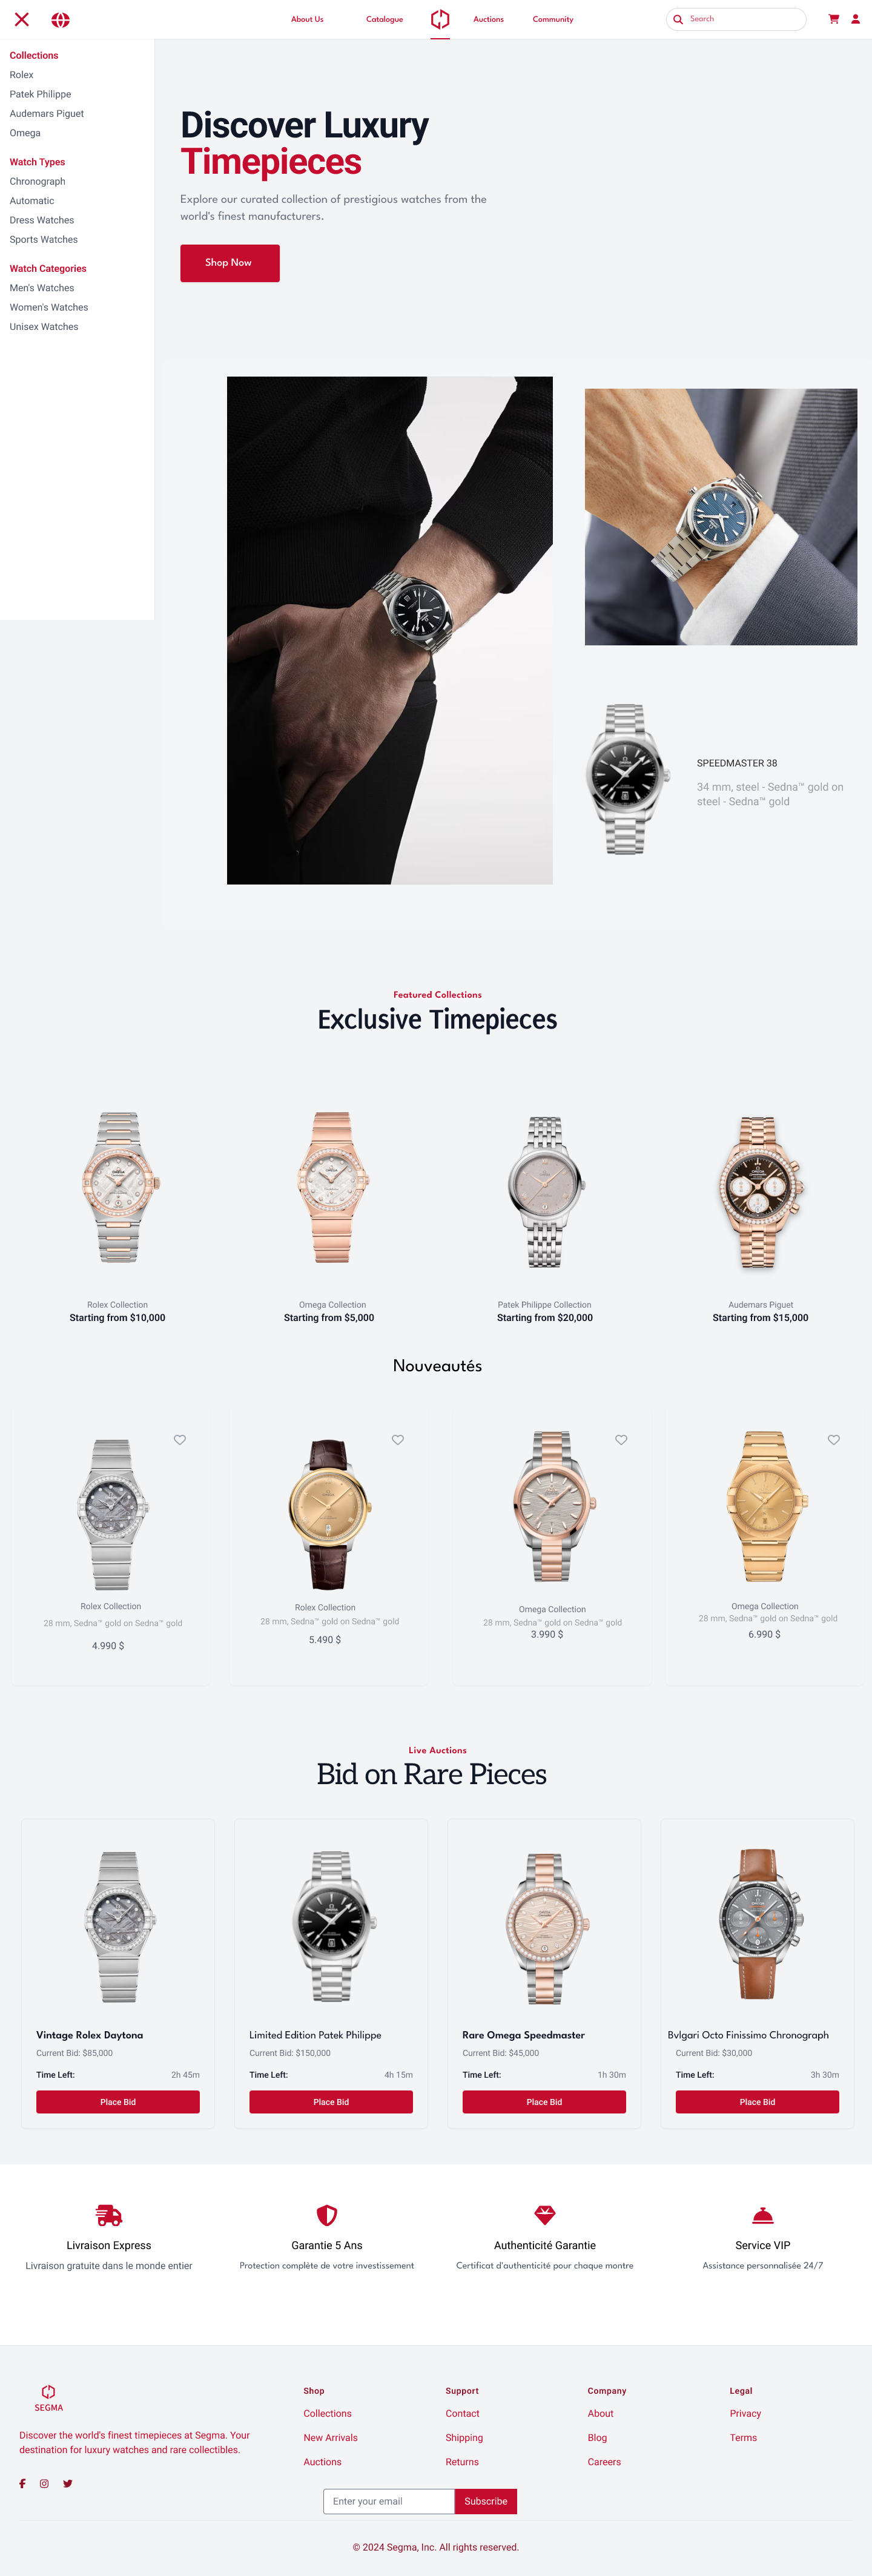 About Us
Catalogue
Auctions
Community
Search
Collections
Rolex
Patek Philippe
Audemars Piguet
Omega
Watch Types
Chronograph
Automatic
Dress Watches
Sports Watches
Watch Categories
Men's Watches
Women's Watches
Unisex Watches
Discover Luxury
Timepieces
Explore our curated collection of prestigious watches from the
world's finest manufacturers.
Shop Now
SPEEDMASTER 38
34 mm, steel - Sedna™ gold on
steel - Sedna™ gold
Featured Collections
Exclusive Timepieces
Rolex Collection
Starting from $10,000
Omega Collection
Starting from $5,000
Patek Philippe Collection
Starting from $20,000
Audemars Piguet
Starting from $15,000
Nouveautés
Rolex Collection
28 mm, Sedna™ gold on Sedna™ gold
4.990 $
Rolex Collection
28 mm, Sedna™ gold on Sedna™ gold
5.490 $
Omega Collection
28 mm, Sedna™ gold on Sedna™ gold
3.990 $
Omega Collection
28 mm, Sedna™ gold on Sedna™ gold
6.990 $
Live Auctions
Bid on Rare Pieces
Vintage Rolex Daytona
Current Bid: $85,000
Time Left: 2h 45m
Place Bid
Limited Edition Patek Philippe
Current Bid: $150,000
Time Left: 4h 15m
Place Bid
Rare Omega Speedmaster
Current Bid: $45,000
Time Left: 1h 30m
Place Bid
Bvlgari Octo Finissimo Chronograph
Current Bid: $30,000
Time Left: 3h 30m
Place Bid
Livraison Express
Livraison gratuite dans le monde entier
Garantie 5 Ans
Protection complète de votre investissement
Authenticité Garantie
Certificat d'authenticité pour chaque montre
Service VIP
Assistance personnalisée 24/7
SEGMA
Discover the world's finest timepieces at Segma. Your
destination for luxury watches and rare collectibles.
Shop
Collections
New Arrivals
Auctions
Support
Contact
Shipping
Returns
Company
About
Blog
Careers
Legal
Privacy
Terms
Enter your email
Subscribe
© 2024 Segma, Inc. All rights reserved.